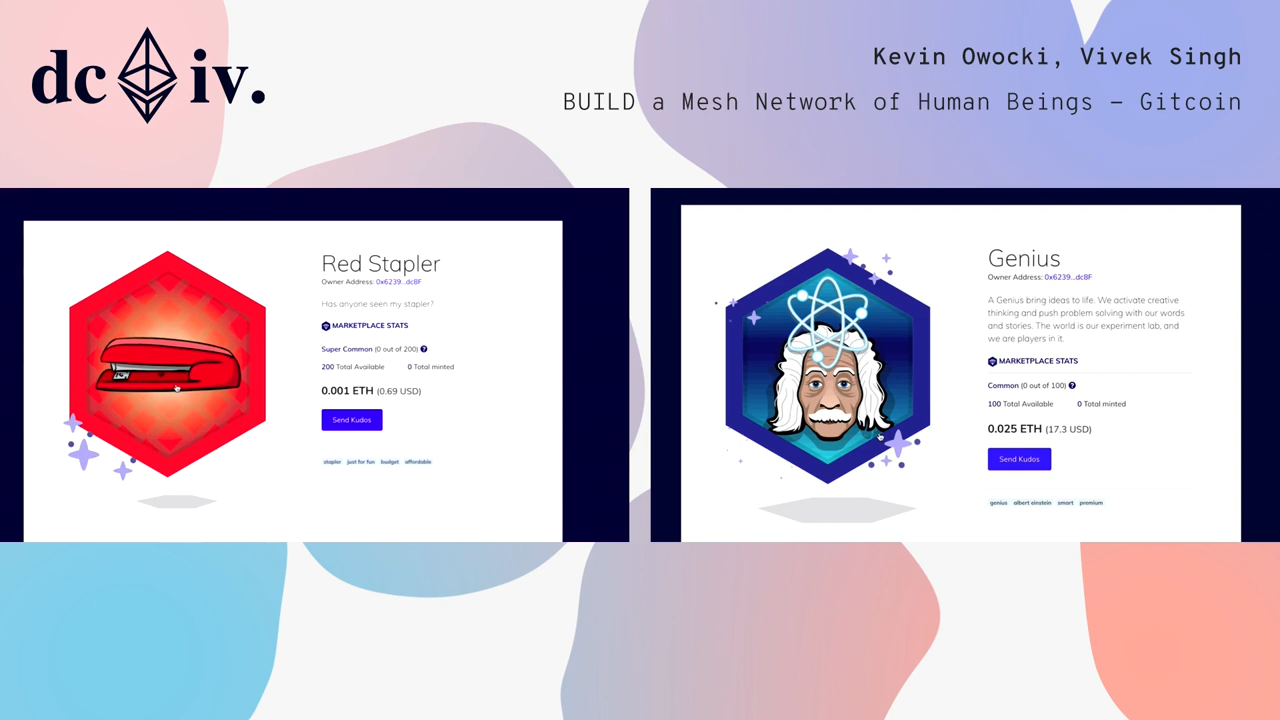 dc iv.
Kevin Owocki, Vivek Singh
BUILD a Mesh Network of Human Beings – Gitcoin
Red Stapler
Owner Address: 0x6239...dc8F
Has anyone seen my stapler?
MARKETPLACE STATS
Super Common (0 out of 200) ?
200 Total Available 0 Total minted
0.001 ETH (0.69 USD)
Send Kudos
stapler just for fun budget affordable
Genius
Owner Address: 0x6239...dc8F
A Genius bring ideas to life. We activate creative
thinking and push problem solving with our words
and stories. The world is our experiment lab, and
we are players in it.
MARKETPLACE STATS
Common (0 out of 100) ?
100 Total Available 0 Total minted
0.025 ETH (17.3 USD)
Send Kudos
genius albert einstein smart premium